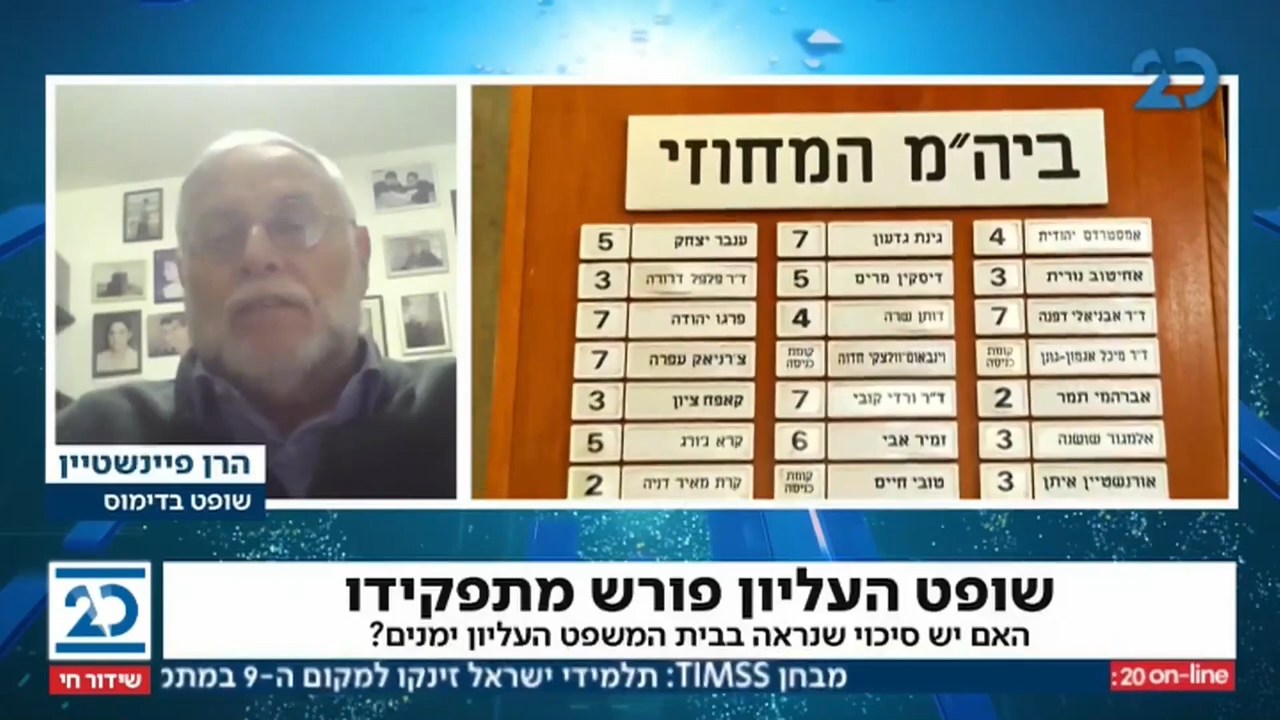 20
ביה״מ המחוזי
אמסטרדם יהודית 4
אחיטוב נורית 3
ד״ר אבניאלי דפנה 7
ד״ר מיכל אגמון-גונן קומת כניסה
אברהמי תמר 2
אלמגור שושנה 3
אורנשטיין איתן 3
גינת גדעון 7
דיסקין מרים 5
דותן שרה 4
וינבאום-וולצקי חדוה קומת כניסה
ד״ר ורדי קובי 7
זמיר אבי 6
טובי חיים קומת כניסה
ענבר יצחק 5
ד״ר פלפל דרורה 3
פרגו יהודה 7
צ׳רניאק עפרה 7
קאפח ציון 3
קרא ג׳ורג 5
קרת מאיר דניה 2
הרן פיינשטיין
שופט בדימוס
שופט העליון פורש מתפקידו
האם יש סיכוי שנראה בבית המשפט העליון ימנים?
20
20 on-line:
מבחן TIMSS: תלמידי ישראל זינקו למקום ה-9 במתמ
שידור חי